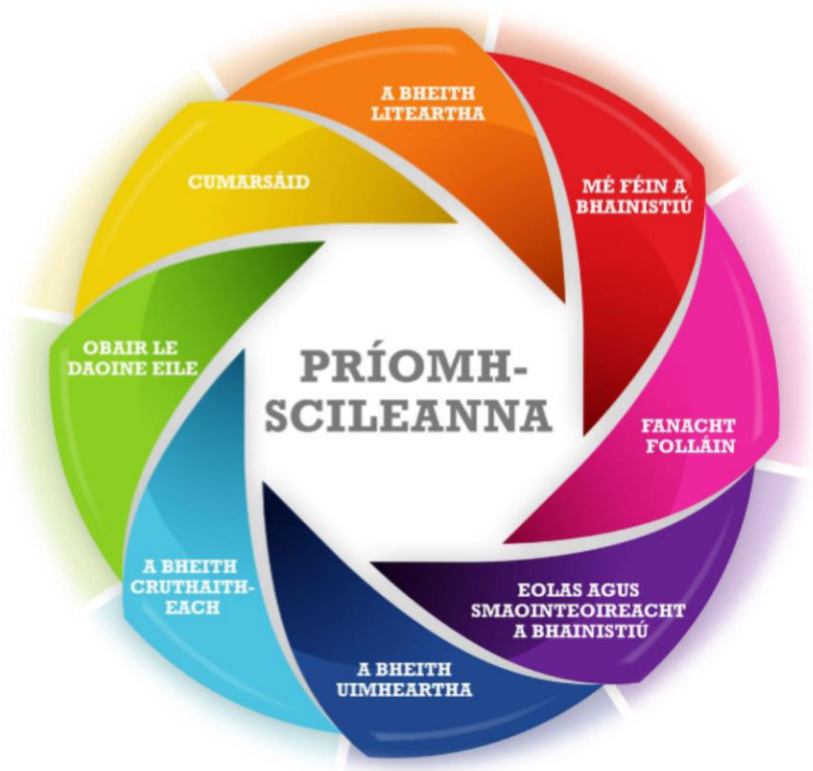 PRÍOMH-
SCILEANNA
A BHEITH
LITEARTHA
MÉ FÉIN A
BHAINISTIÚ
FANACHT
FOLLÁIN
EOLAS AGUS
SMAOINTEOIREACHT
A BHAINISTIÚ
A BHEITH
UIMHEARTHA
A BHEITH
CRUTHAITH-
EACH
OBAIR LE
DAOINE EILE
CUMARSÁID